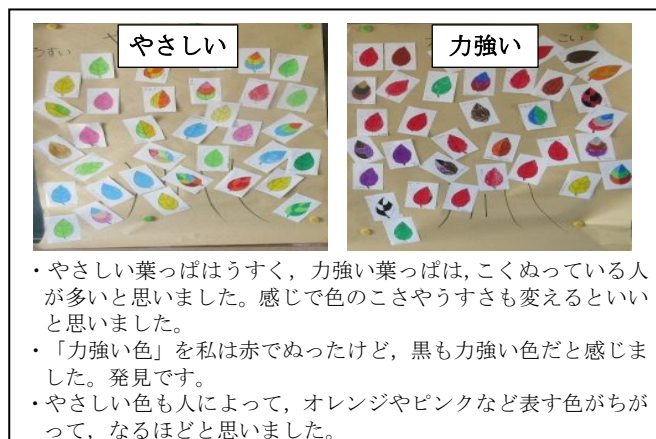 やさしい
力強い
うすい
こい
・やさしい葉っぱはうすく，力強い葉っぱは，こくぬっている人
が多いと思いました。感じで色のこさやうすさも変えるといい
と思いました。
・「力強い色」を私は赤でぬったけど，黒も力強い色だと感じま
した。発見です。
・やさしい色も人によって，オレンジやピンクなど表す色がちが
って，なるほどと思いました。